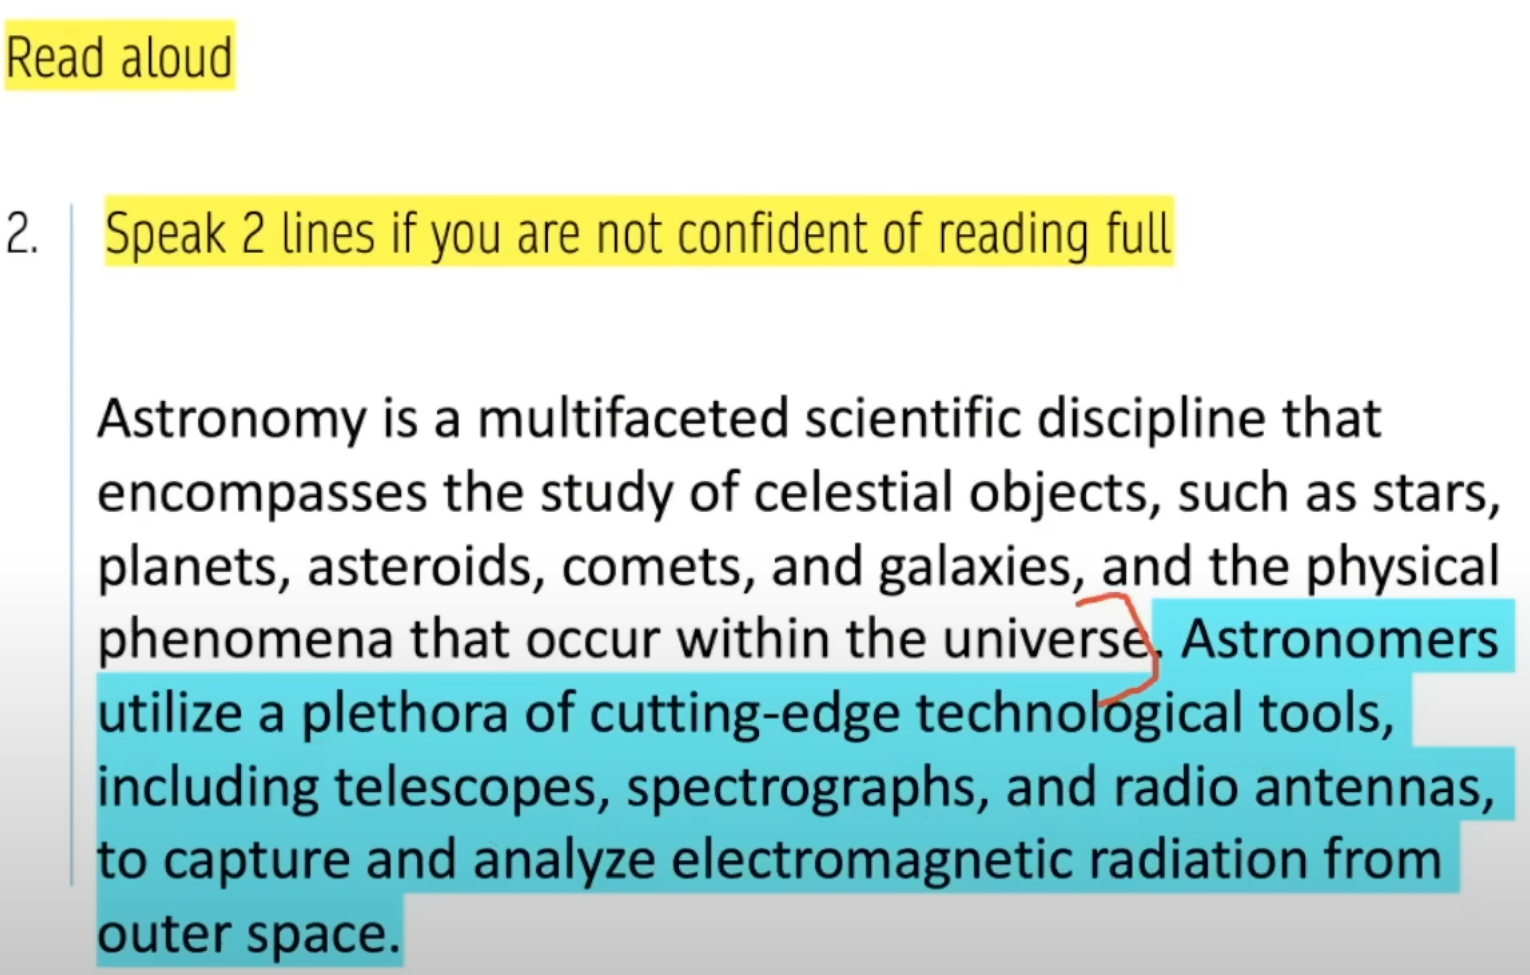 Read aloud
2. Speak 2 lines if you are not confident of reading full
Astronomy is a multifaceted scientific discipline that
encompasses the study of celestial objects, such as stars,
planets, asteroids, comets, and galaxies, and the physical
phenomena that occur within the universe. Astronomers
utilize a plethora of cutting-edge technological tools,
including telescopes, spectrographs, and radio antennas,
to capture and analyze electromagnetic radiation from
outer space.